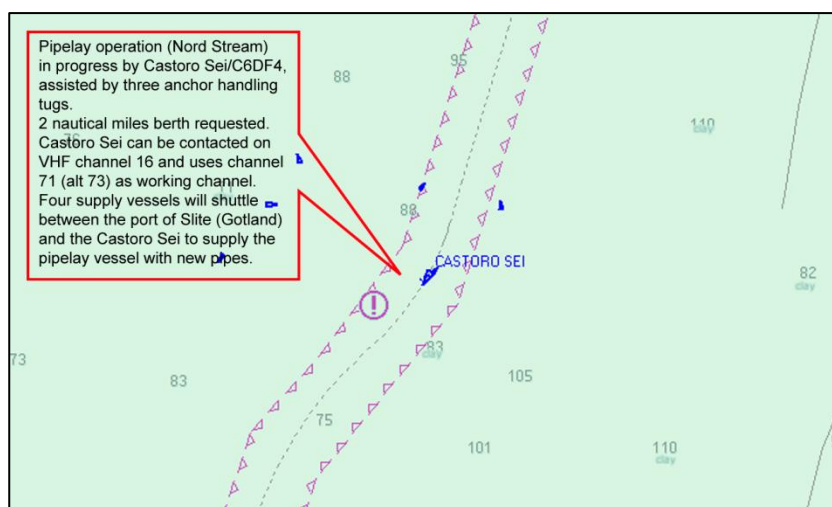 Pipelay operation (Nord Stream)
in progress by Castoro Sei/C6DF4,
assisted by three anchor handling
tugs.
2 nautical miles berth requested.
Castoro Sei can be contacted on
VHF channel 16 and uses channel
71 (alt 73) as working channel.
Four supply vessels will shuttle
between the port of Slite (Gotland)
and the Castoro Sei to supply the
pipelay vessel with new pipes.
95
88
110
clay
76
88
CASTORO SEI
82
clay
73
83
clay
83
105
75
101
110
clay